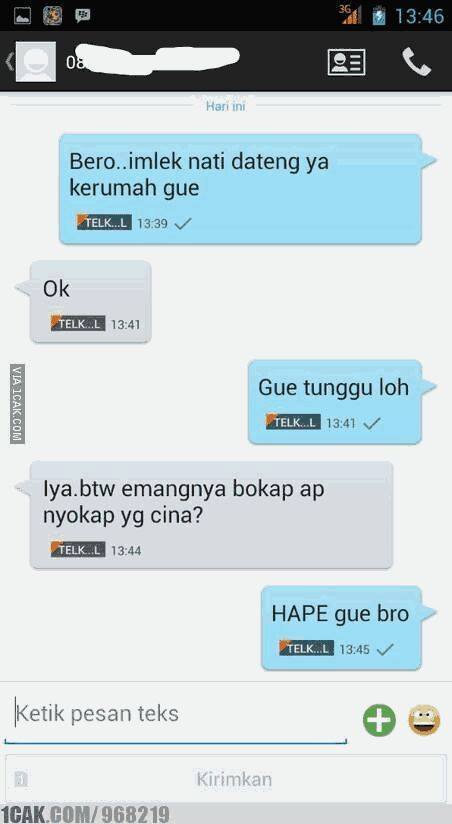 3G
13:46
08
Hari ini
Bero..imlek nati dateng ya
kerumah gue
TELK...L 13:39
Ok
TELK...L 13:41
VIA 1CAK.COM
Gue tunggu loh
TELK...L 13:41
Iya.btw emangnya bokap ap
nyokap yg cina?
TELK...L 13:44
HAPE gue bro
TELK...L 13:45
Ketik pesan teks
Kirimkan
1CAK.COM/968219